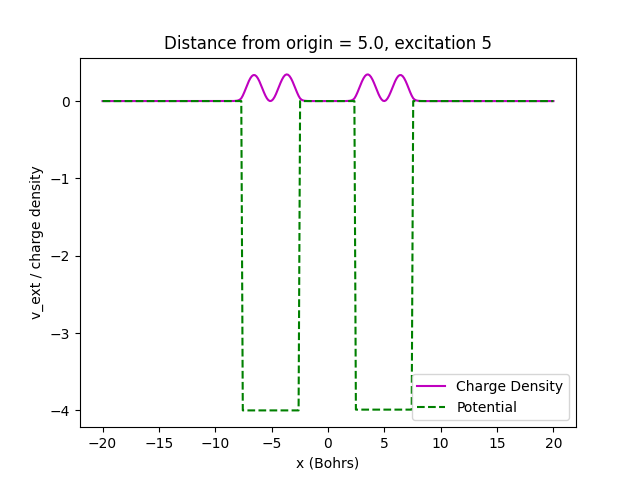 Distance from origin = 5.0, excitation 5
v_ext / charge density
0
−1
−2
−3
−4
Charge Density
Potential
−20 −15 −10 −5 0 5 10 15 20
x (Bohrs)